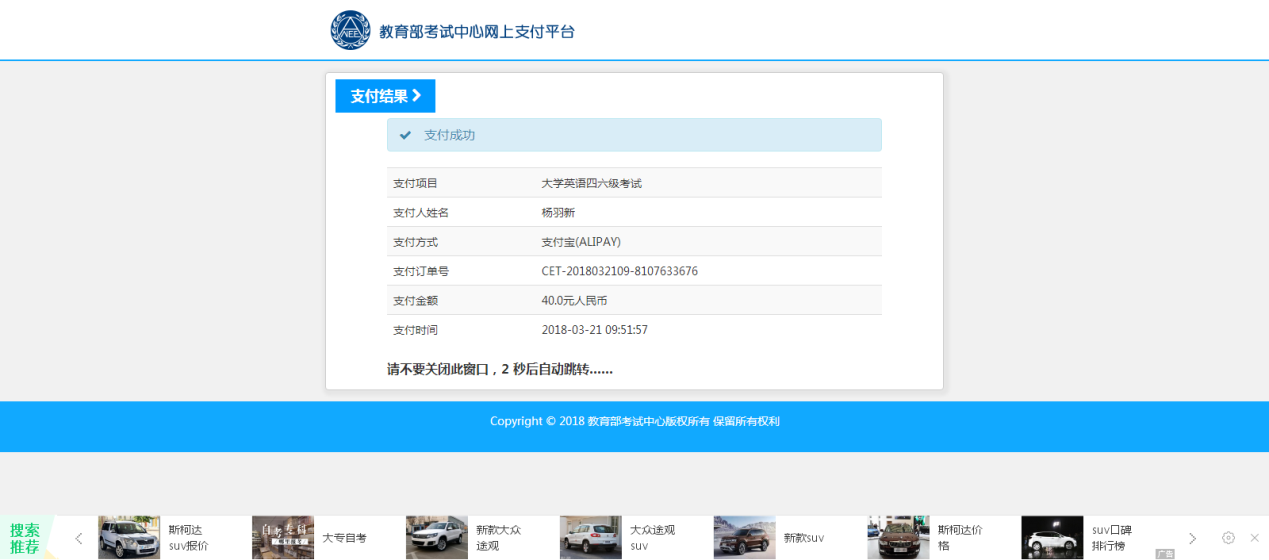 NEE
教育部考试中心网上支付平台
支付结果
支付成功
支付项目 大学英语四六级考试
支付人姓名 杨羽新
支付方式 支付宝(ALIPAY)
支付订单号 CET-2018032109-8107633676
支付金额 40.0元人民币
支付时间 2018-03-21 09:51:57
请不要关闭此窗口，2 秒后自动跳转......
Copyright © 2018 教育部考试中心版权所有 保留所有权利
搜索
推荐
斯柯达
suv报价
自考专科
大专自考
新款大众
途观
大众途观
suv
新款suv
斯柯达价
格
suv口碑
排行榜
广告